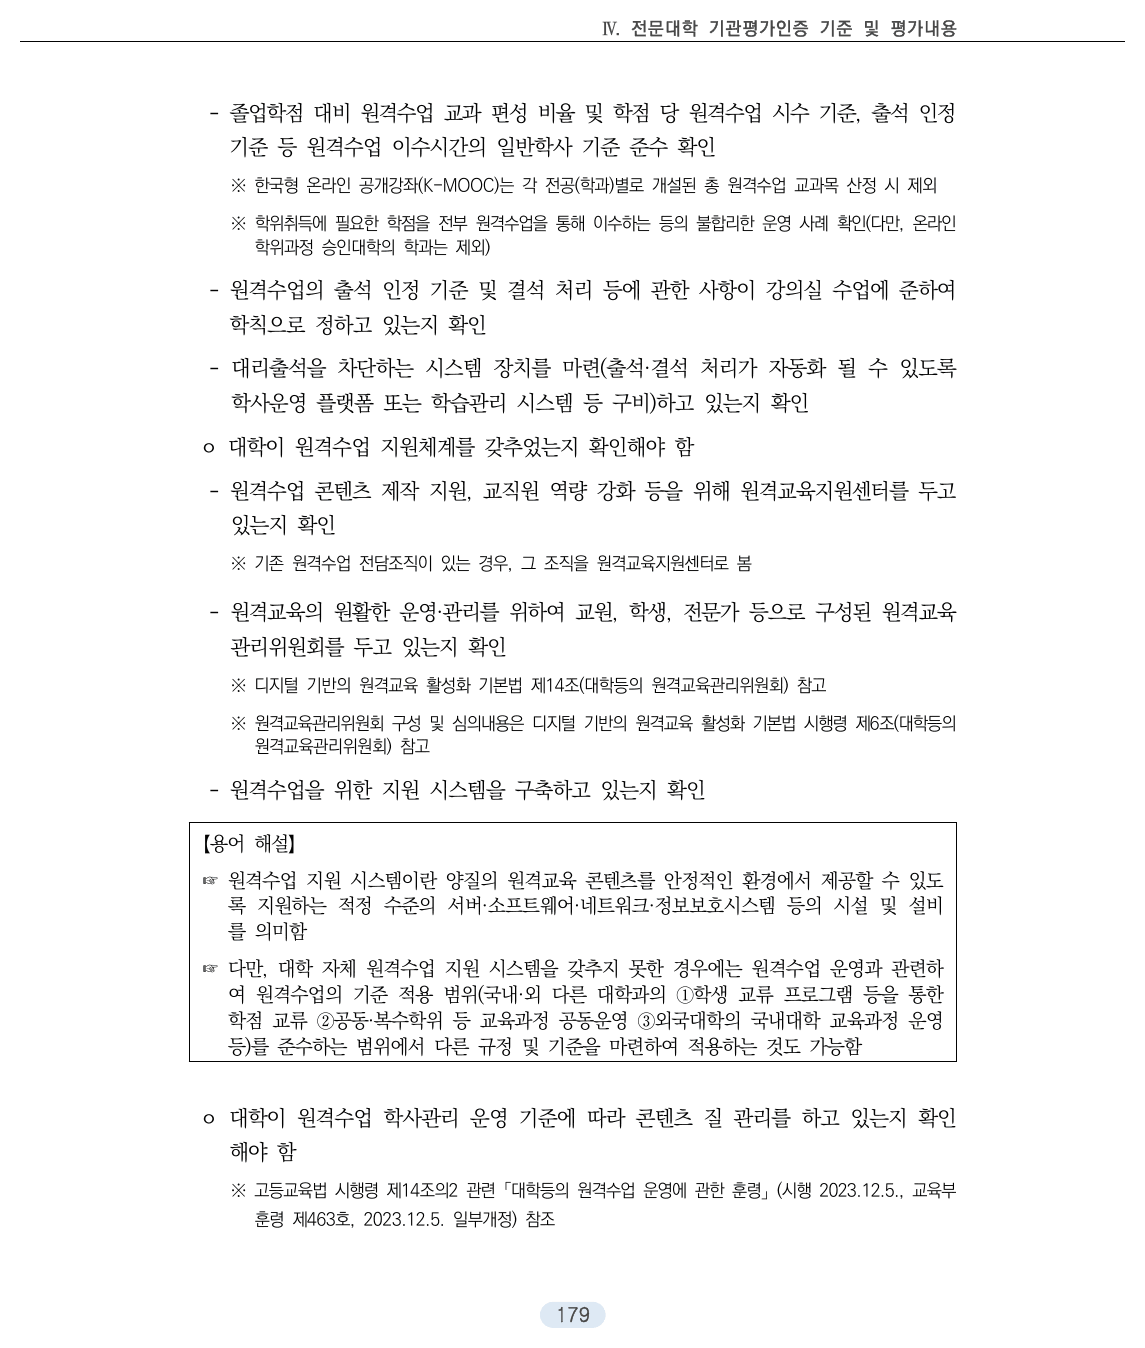 Ⅳ. 전문대학 기관평가인증 기준 및 평가내용
- 졸업학점 대비 원격수업 교과 편성 비율 및 학점 당 원격수업 시수 기준, 출석 인정
기준 등 원격수업 이수시간의 일반학사 기준 준수 확인
※ 한국형 온라인 공개강좌(K-MOOC)는 각 전공(학과)별로 개설된 총 원격수업 교과목 산정 시 제외
※ 학위취득에 필요한 학점을 전부 원격수업을 통해 이수하는 등의 불합리한 운영 사례 확인(다만, 온라인
학위과정 승인대학의 학과는 제외)
- 원격수업의 출석 인정 기준 및 결석 처리 등에 관한 사항이 강의실 수업에 준하여
학칙으로 정하고 있는지 확인
- 대리출석을 차단하는 시스템 장치를 마련(출석·결석 처리가 자동화 될 수 있도록
학사운영 플랫폼 또는 학습관리 시스템 등 구비)하고 있는지 확인
ㅇ 대학이 원격수업 지원체계를 갖추었는지 확인해야 함
- 원격수업 콘텐츠 제작 지원, 교직원 역량 강화 등을 위해 원격교육지원센터를 두고
있는지 확인
※ 기존 원격수업 전담조직이 있는 경우, 그 조직을 원격교육지원센터로 봄
- 원격교육의 원활한 운영·관리를 위하여 교원, 학생, 전문가 등으로 구성된 원격교육
관리위원회를 두고 있는지 확인
※ 디지털 기반의 원격교육 활성화 기본법 제14조(대학등의 원격교육관리위원회) 참고
※ 원격교육관리위원회 구성 및 심의내용은 디지털 기반의 원격교육 활성화 기본법 시행령 제6조(대학등의
원격교육관리위원회) 참고
- 원격수업을 위한 지원 시스템을 구축하고 있는지 확인
【용어 해설】
☞ 원격수업 지원 시스템이란 양질의 원격교육 콘텐츠를 안정적인 환경에서 제공할 수 있도
록 지원하는 적정 수준의 서버·소프트웨어·네트워크·정보보호시스템 등의 시설 및 설비
를 의미함
☞ 다만, 대학 자체 원격수업 지원 시스템을 갖추지 못한 경우에는 원격수업 운영과 관련하
여 원격수업의 기준 적용 범위(국내·외 다른 대학과의 ①학생 교류 프로그램 등을 통한
학점 교류 ②공동·복수학위 등 교육과정 공동운영 ③외국대학의 국내대학 교육과정 운영
등)를 준수하는 범위에서 다른 규정 및 기준을 마련하여 적용하는 것도 가능함
ㅇ 대학이 원격수업 학사관리 운영 기준에 따라 콘텐츠 질 관리를 하고 있는지 확인
해야 함
※ 고등교육법 시행령 제14조의2 관련「대학등의 원격수업 운영에 관한 훈령」(시행 2023.12.5., 교육부
훈령 제463호, 2023.12.5. 일부개정) 참조
179